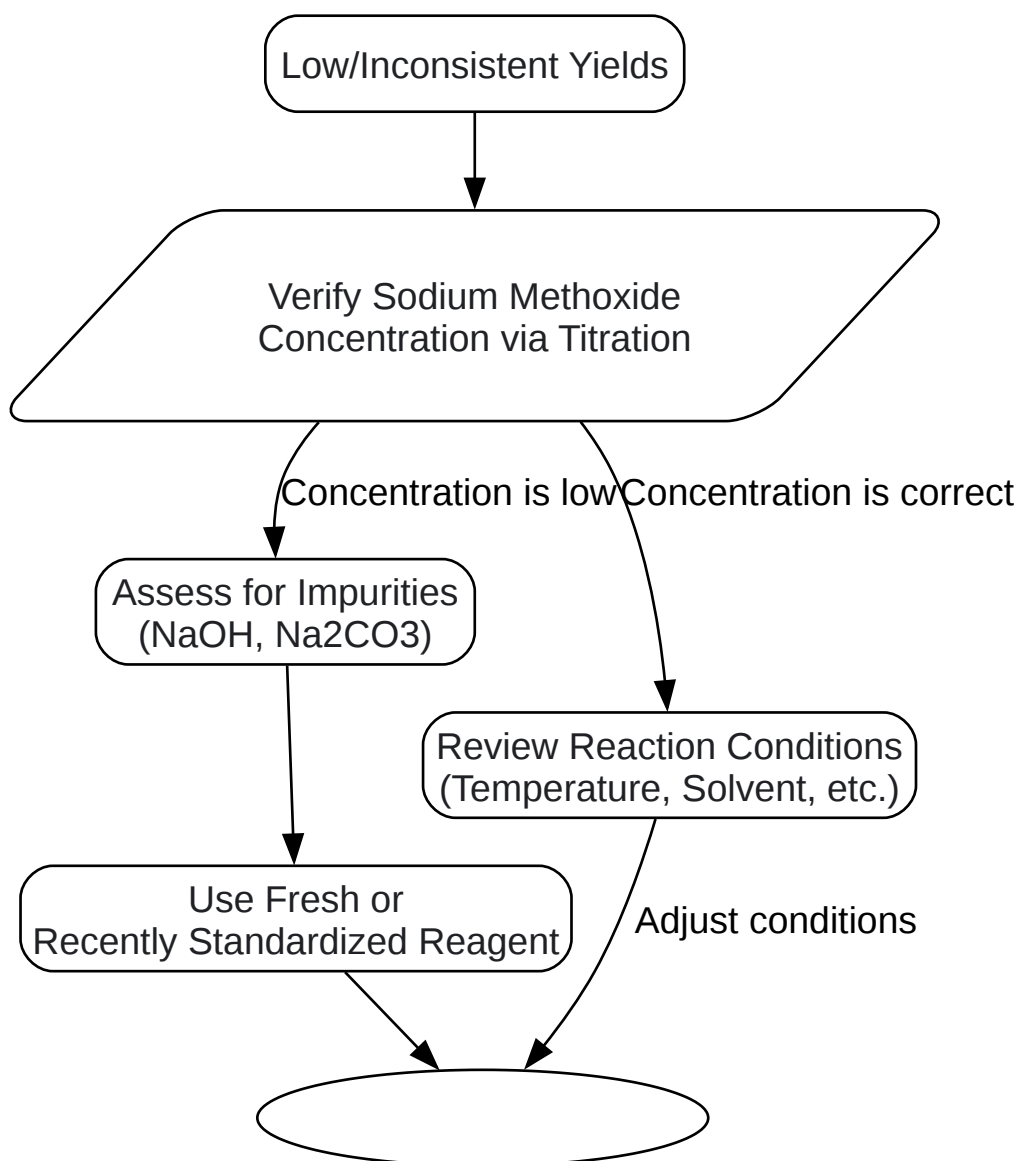 Low/Inconsistent Yields
Verify Sodium Methoxide
Concentration via Titration
Concentration is low
Concentration is correct
Assess for Impurities
(NaOH, Na2CO3)
Review Reaction Conditions
(Temperature, Solvent, etc.)
Use Fresh or
Recently Standardized Reagent
Adjust conditions